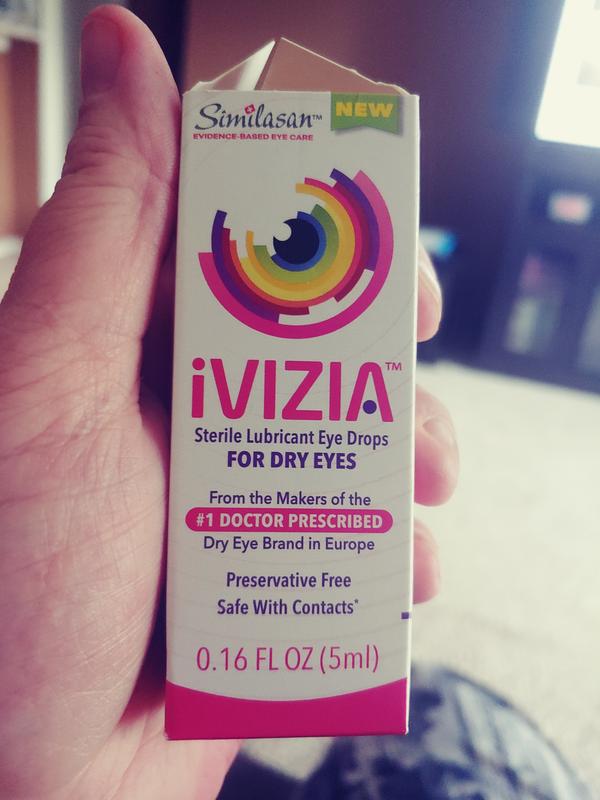 Similasan™
NEW
EVIDENCE-BASED EYE CARE
iVIZIA™
Sterile Lubricant Eye Drops
FOR DRY EYES
From the Makers of the
#1 DOCTOR PRESCRIBED
Dry Eye Brand in Europe
Preservative Free
Safe With Contacts*
0.16 FL OZ (5ml)